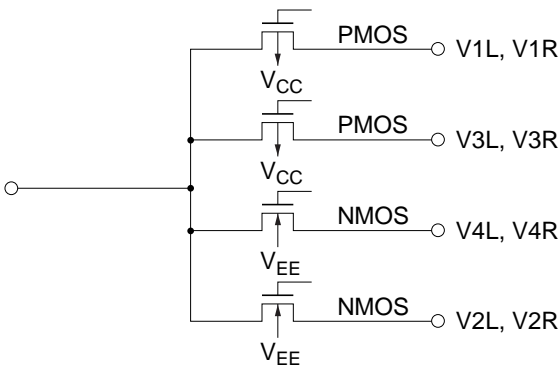 PMOS V1L, V1R
VCC
PMOS V3L, V3R
VCC
NMOS V4L, V4R
VEE
NMOS V2L, V2R
VEE